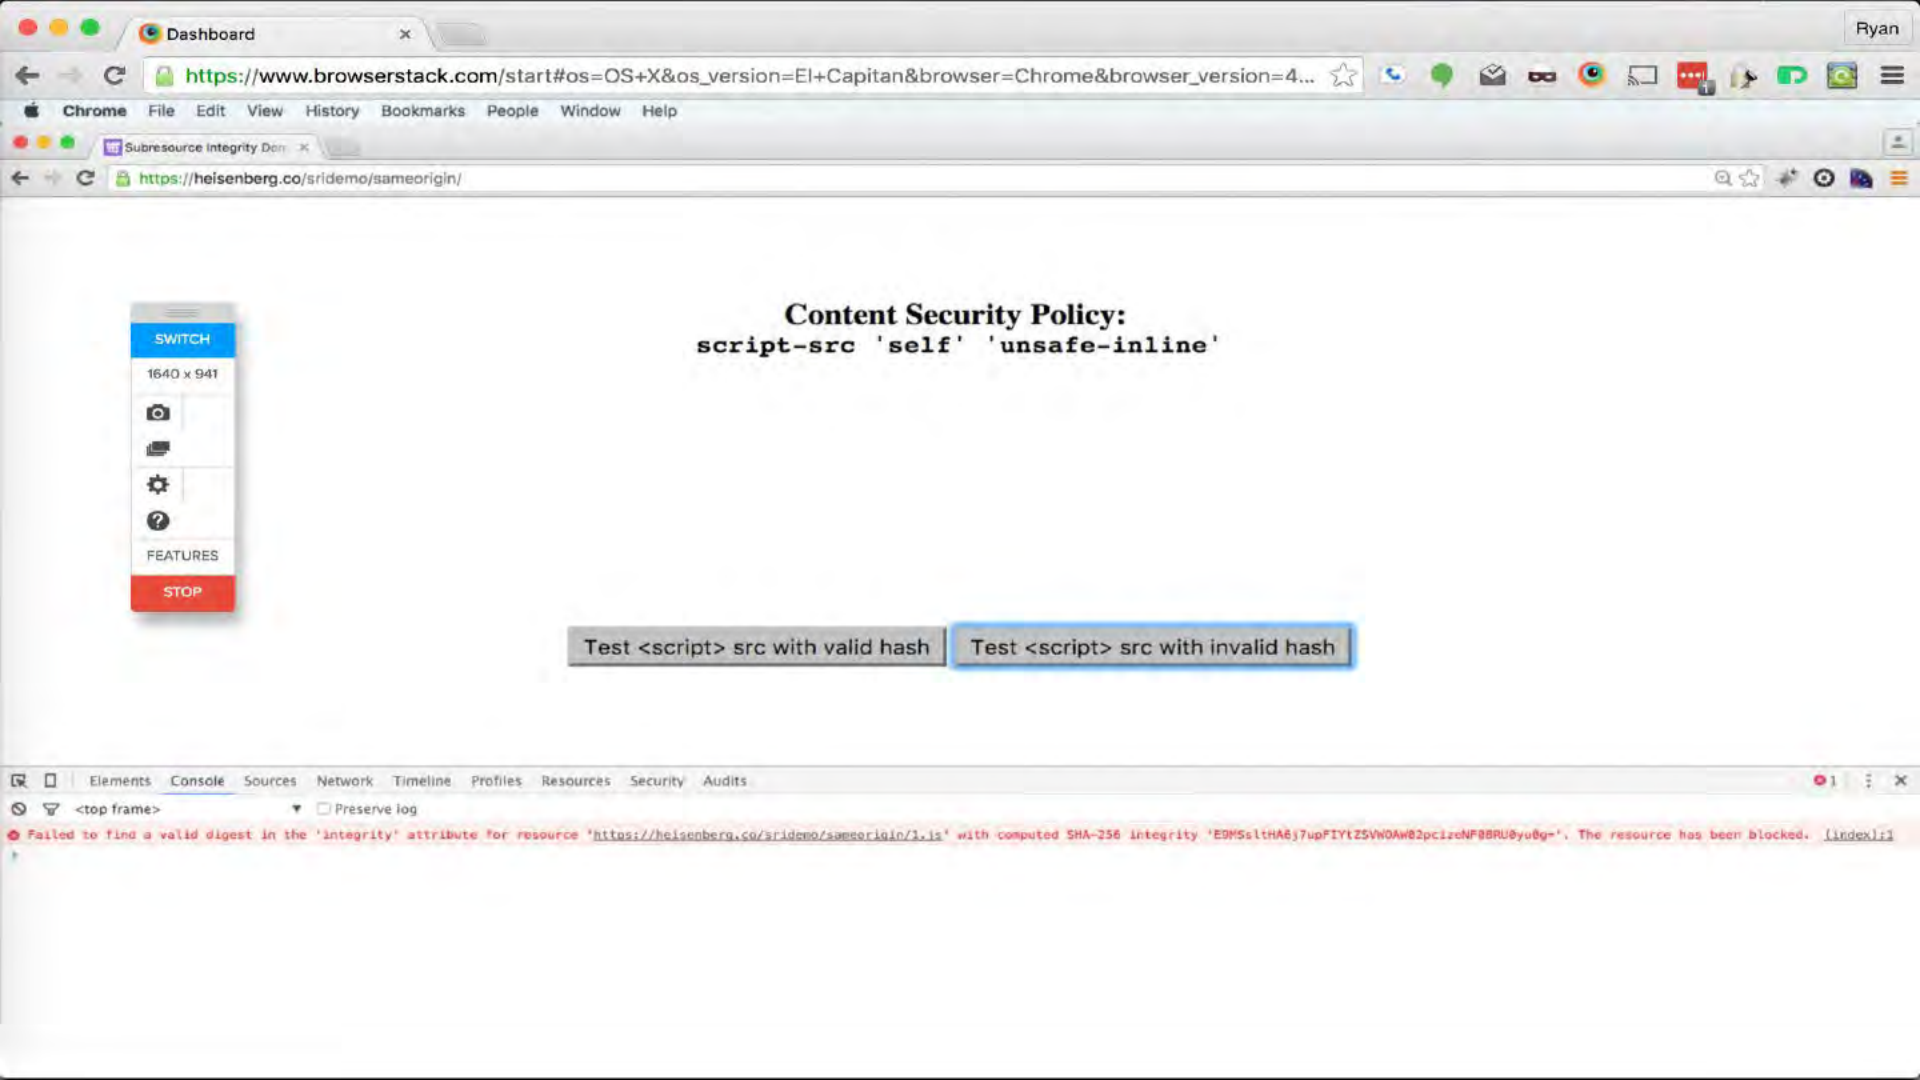 Dashboard
Ryan
https://www.browserstack.com/start#os=OS+X&os_version=El+Capitan&browser=Chrome&browser_version=4...
Chrome File Edit View History Bookmarks People Window Help
Subresource Integrity Den
https://heisenberg.co/sridemo/sameorigin/
Content Security Policy:
script-src 'self' 'unsafe-inline'
SWITCH
1640 x 941
FEATURES
STOP
Test <script> src with valid hash
Test <script> src with invalid hash
Elements Console Sources Network Timeline Profiles Resources Security Audits
1
<top frame>
Preserve log
Failed to find a valid digest in the 'integrity' attribute for resource 'https://heisenberg.co/sridemo/sameorigin/1.js' with computed SHA-256 integrity The resource has been blocked. (index):1